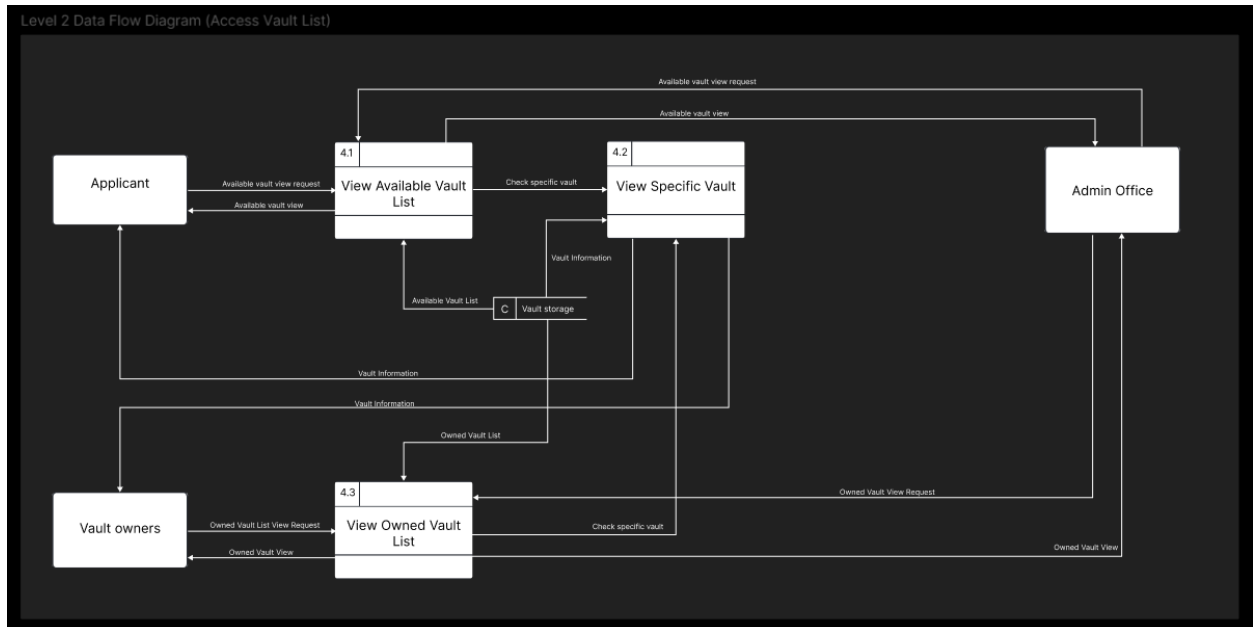 Level 2 Data Flow Diagram (Access Vault List)
Available vault view request
Available vault view
4.1
4.2
Applicant
Available vault view request
Available vault view
View Available Vault
List
Check specific vault
View Specific Vault
Admin Office
Vault Information
Available Vault List
C
Vault storage
Vault Information
Vault Information
Owned Vault List
4.3
Owned Vault View Request
Vault owners
Owned Vault List View Request
Owned Vault View
View Owned Vault
List
Check specific vault
Owned Vault View